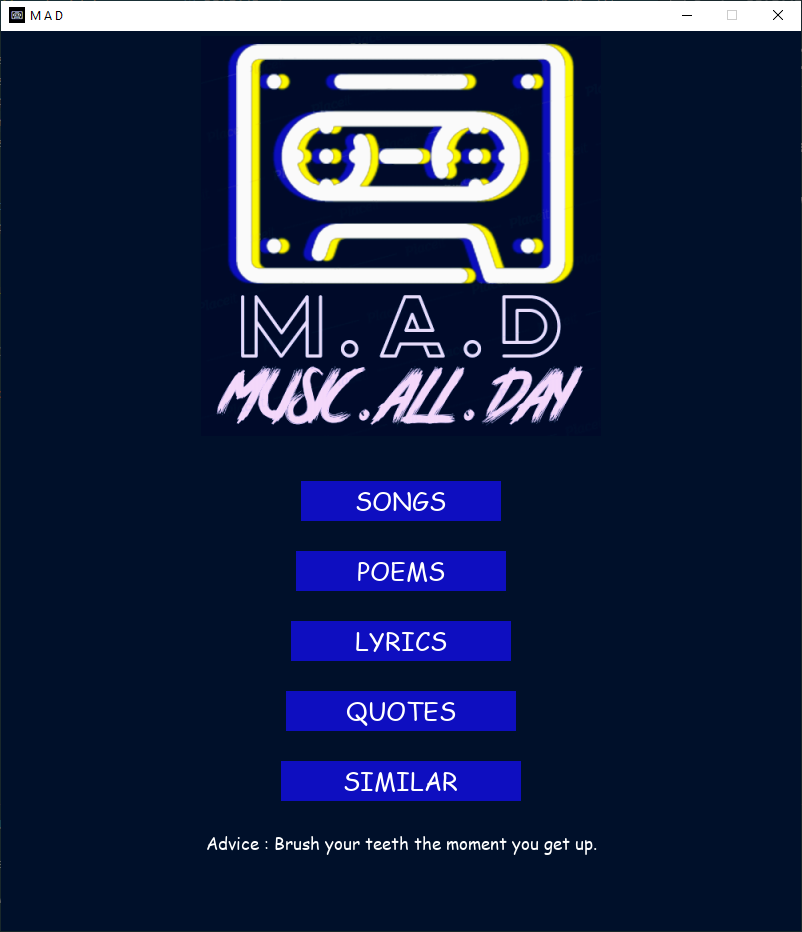 M A D
M.A.D
MUSIC.ALL.DAY
SONGS
POEMS
LYRICS
QUOTES
SIMILAR
Advice : Brush your teeth the moment you get up.